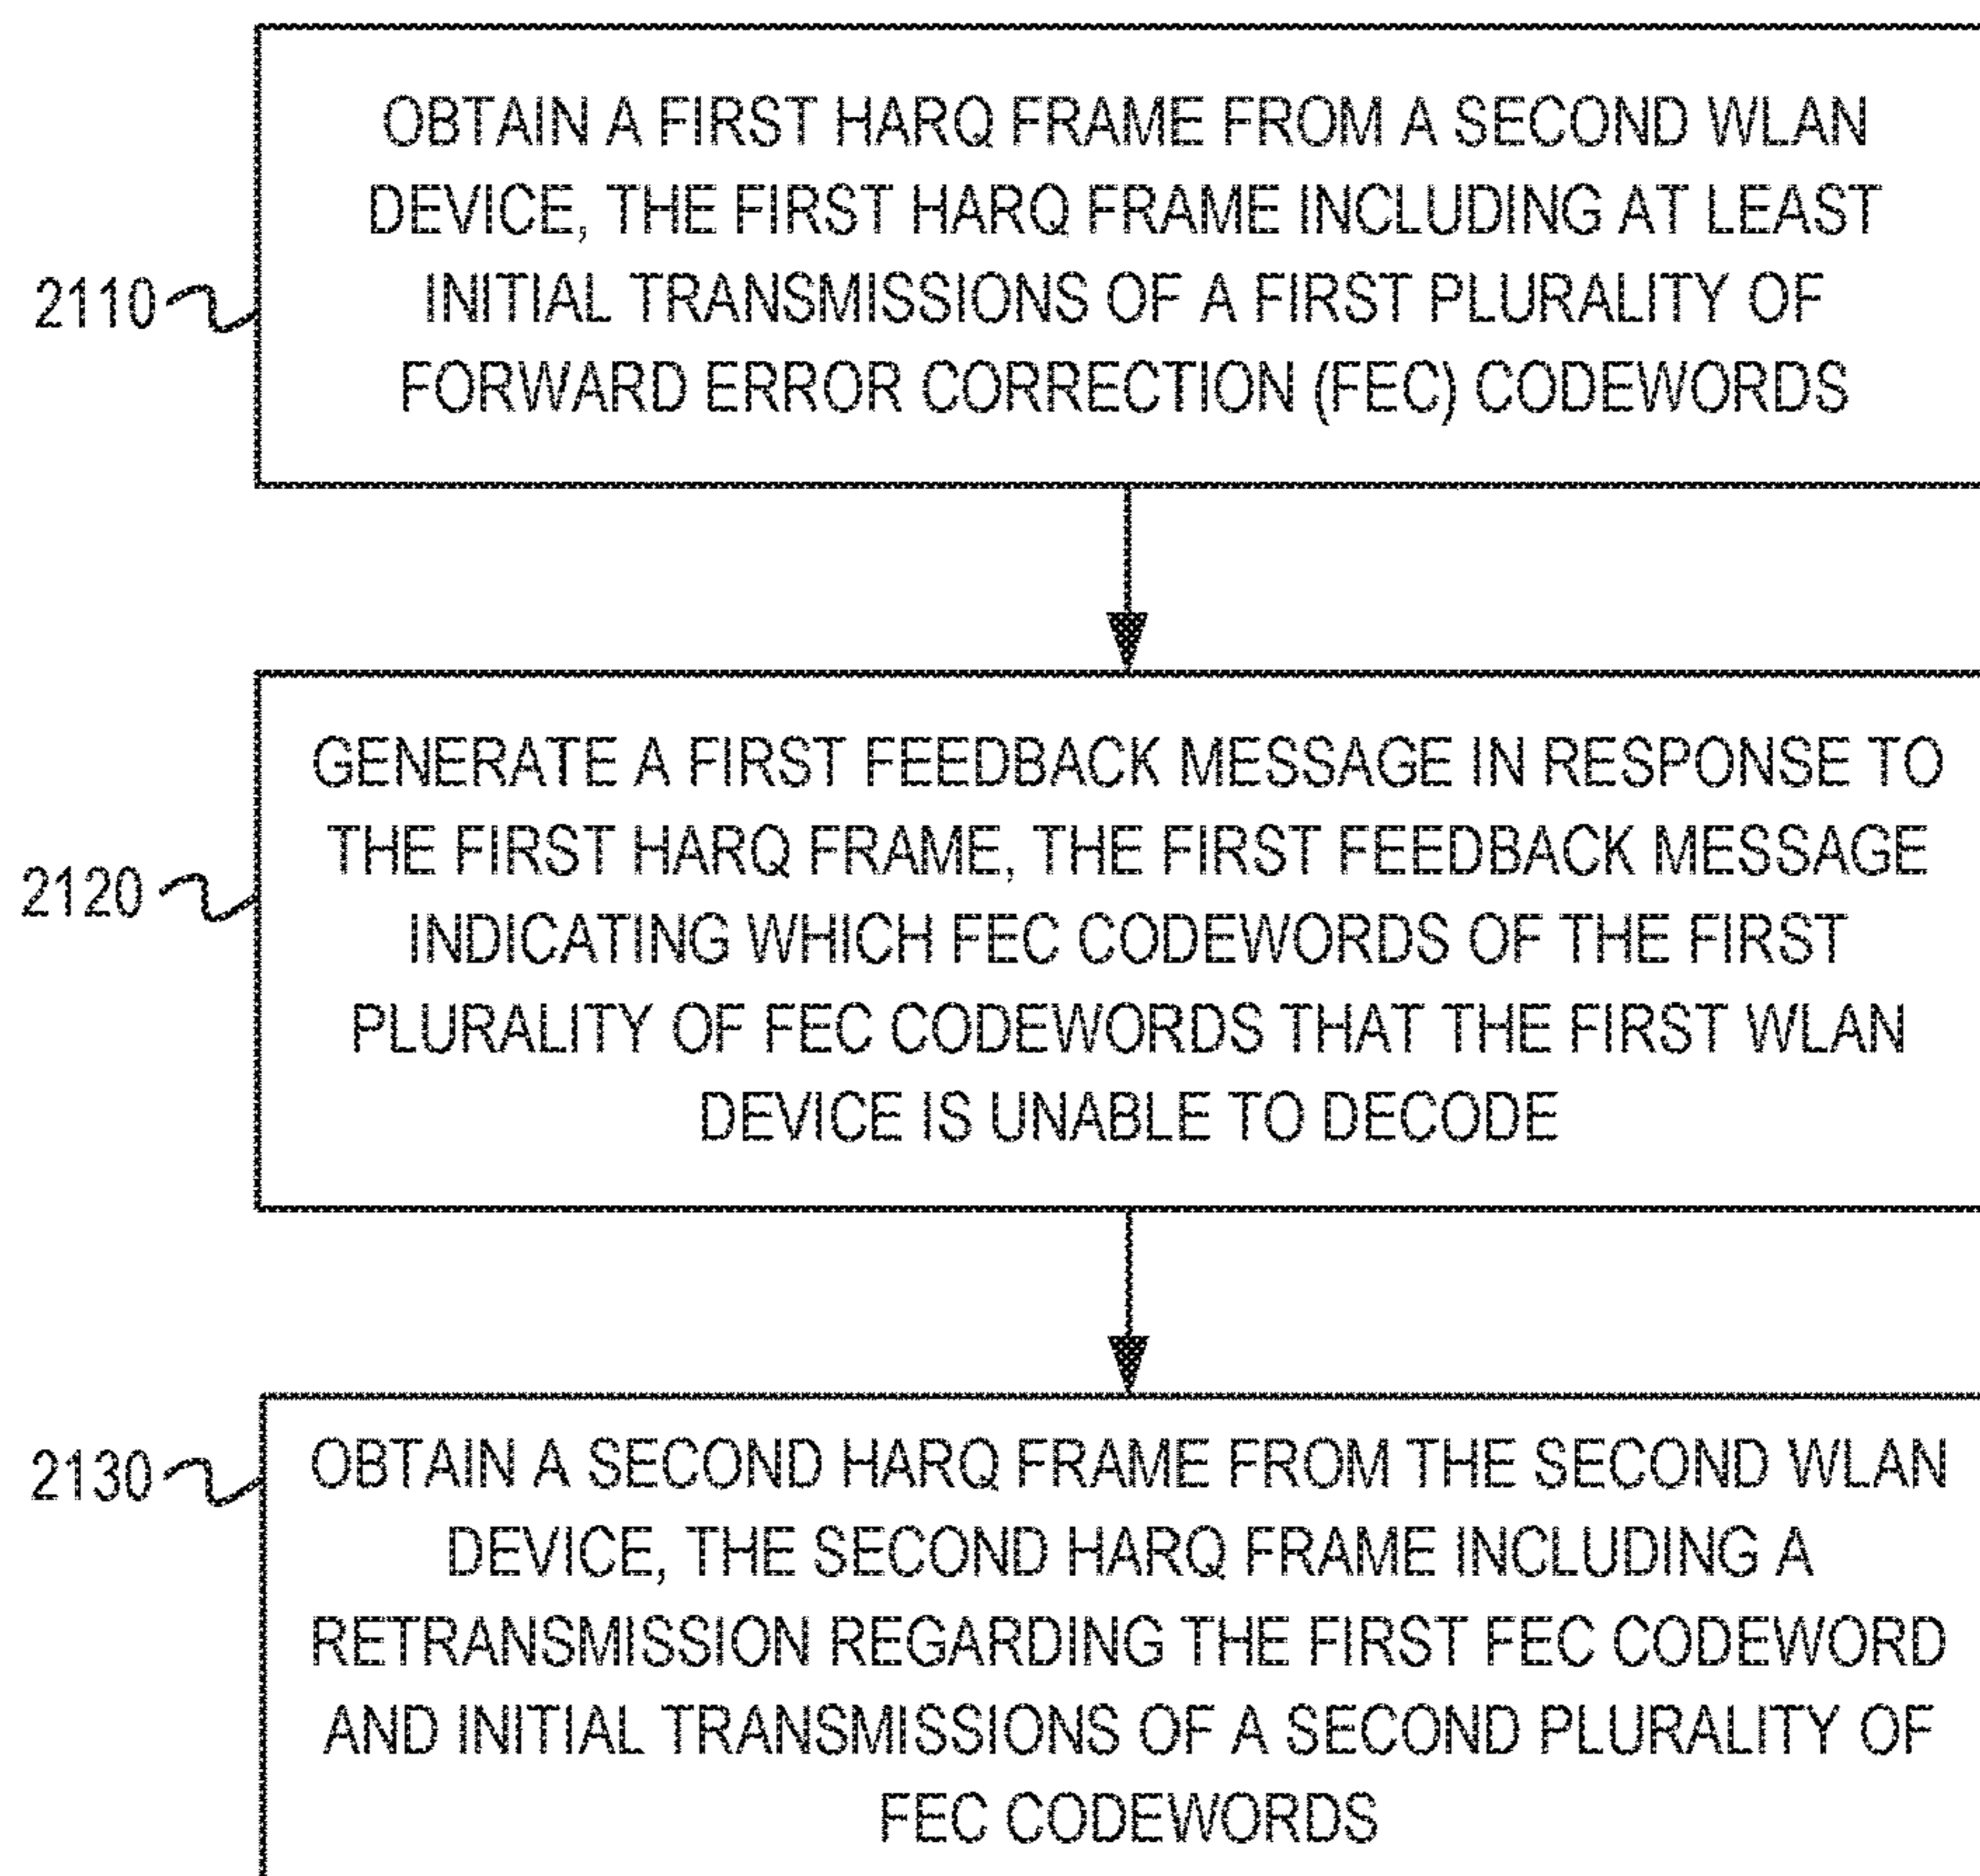 OBTAIN A FIRST HARQ FRAME FROM A SECOND WLAN
DEVICE, THE FIRST HARQ FRAME INCLUDING AT LEAST
INITIAL TRANSMISSIONS OF A FIRST PLURALITY OF
FORWARD ERROR CORRECTION (FEC) CODEWORDS
2110
GENERATE A FIRST FEEDBACK MESSAGE IN RESPONSE TO
THE FIRST HARQ FRAME, THE FIRST FEEDBACK MESSAGE
INDICATING WHICH FEC CODEWORDS OF THE FIRST
PLURALITY OF FEC CODEWORDS THAT THE FIRST WLAN
DEVICE IS UNABLE TO DECODE
2120
OBTAIN A SECOND HARQ FRAME FROM THE SECOND WLAN
DEVICE, THE SECOND HARQ FRAME INCLUDING A
RETRANSMISSION REGARDING THE FIRST FEC CODEWORD
AND INITIAL TRANSMISSIONS OF A SECOND PLURALITY OF
FEC CODEWORDS
2130